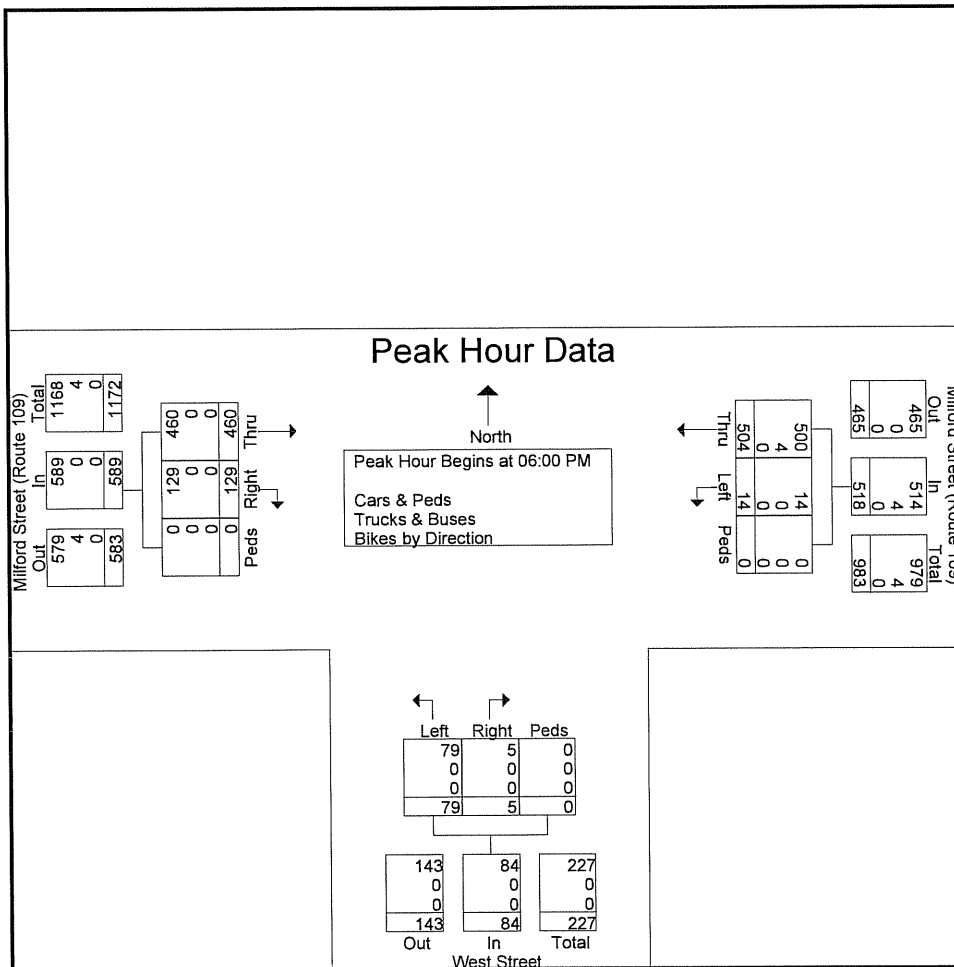 Peak Hour Data
North
Peak Hour Begins at 06:00 PM
Cars & Peds
Trucks & Buses
Bikes by Direction
Milford Street (Route 109)
Total
1168
4
0
1172
In
589
0
0
589
Out
579
4
0
583
Thru
460
0
0
460
Right
129
0
0
129
Peds
0
0
0
0
Milford Street (Route 109)
Out
465
0
0
465
In
514
4
0
518
Total
979
4
0
983
Thru
500
4
0
504
Left
14
0
0
14
Peds
0
0
0
0
Left Right Peds
79 5 0
0 0 0
0 0 0
79 5 0
143 84 227
0 0 0
0 0 0
143 84 227
Out In Total
West Street